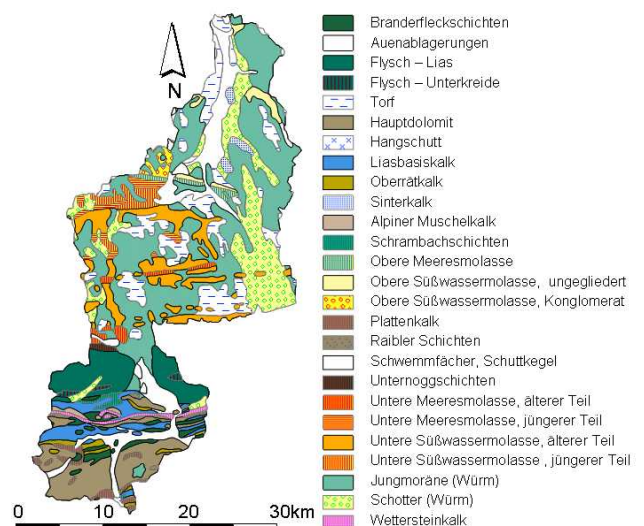 N
Branderfleckschichten
Auenablagerungen
Flysch – Lias
Flysch – Unterkreide
Torf
Hauptdolomit
Hangschutt
Liasbasiskalk
Oberrätkalk
Sinterkalk
Alpiner Muschelkalk
Schrambachschichten
Obere Meeresmolasse
Obere Süßwassermolasse, ungegliedert
Obere Süßwassermolasse, Konglomerat
Plattenkalk
Raibler Schichten
Schwemmfächer, Schuttkegel
Unternoggschichten
Untere Meeresmolasse, älterer Teil
Untere Meeresmolasse, jüngerer Teil
Untere Süßwassermolasse, älterer Teil
Untere Süßwassermolasse , jüngerer Teil
Jungmoräne (Würm)
Schotter (Würm)
Wettersteinkalk
0 10 20 30km